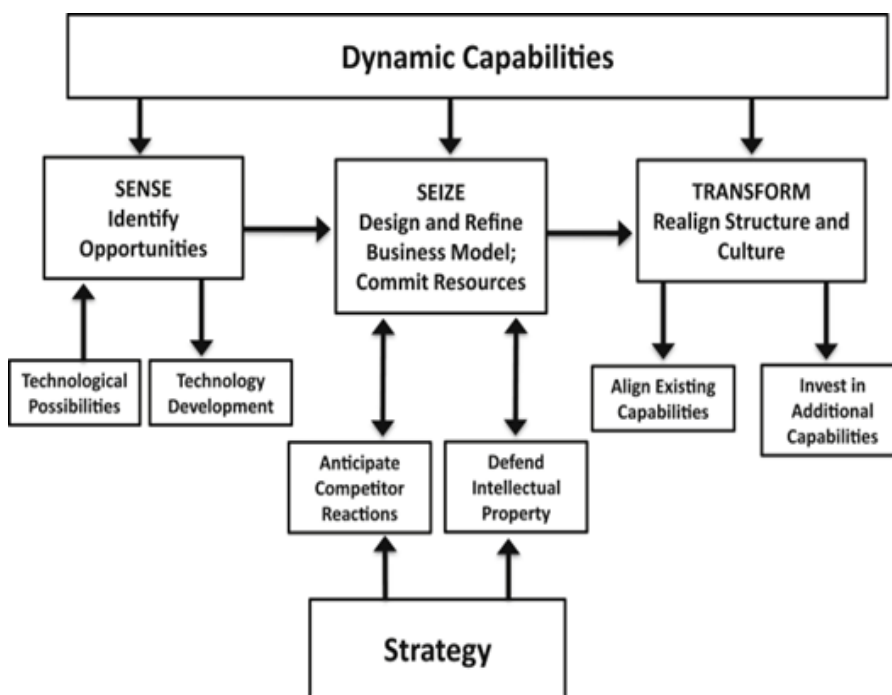 Dynamic Capabilities
SENSE
Identify
Opportunities
SEIZE
Design and Refine
Business Model;
Commit Resources
TRANSFORM
Realign Structure and
Culture
Technological
Possibilities
Technology
Development
Align Existing
Capabilities
Invest in
Additional
Capabilities
Anticipate
Competitor
Reactions
Defend
Intellectual
Property
Strategy